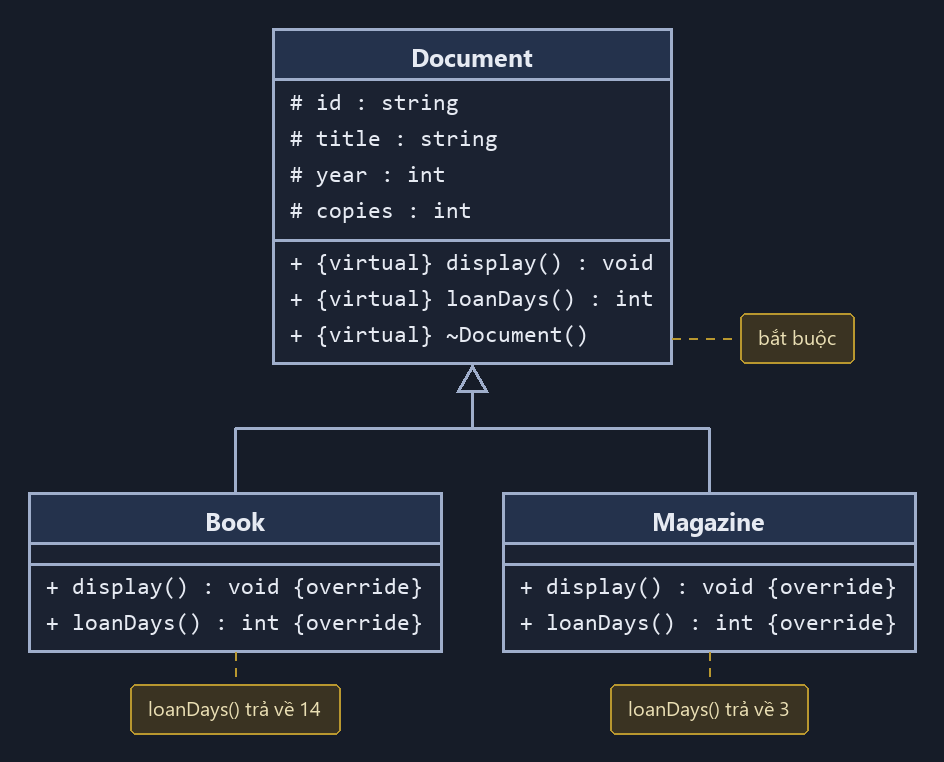 Document
# id : string
# title : string
# year : int
# copies : int
+ {virtual} display() : void
+ {virtual} loanDays() : int
+ {virtual} ~Document()
bắt buộc
Book
+ display() : void {override}
+ loanDays() : int {override}
loanDays() trả về 14
Magazine
+ display() : void {override}
+ loanDays() : int {override}
loanDays() trả về 3